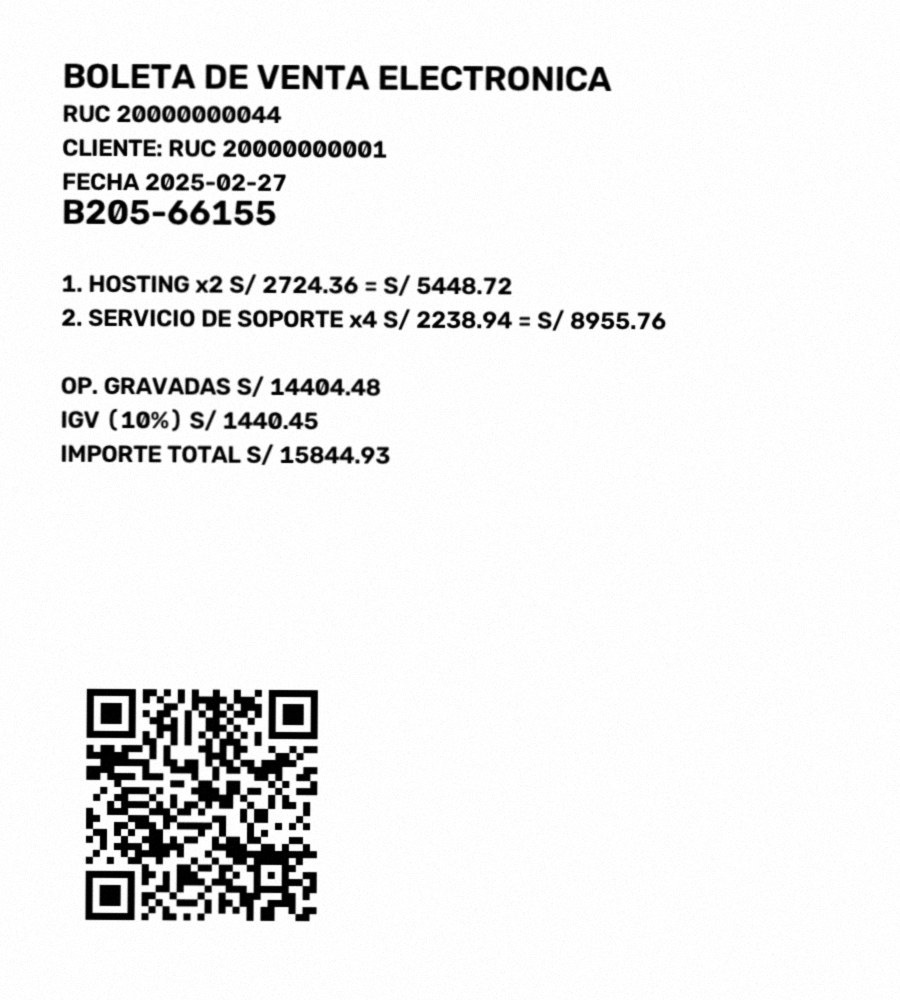 BOLETA DE VENTA ELECTRONICA
RUC 20000000044
CLIENTE: RUC 20000000001
FECHA 2025-02-27
B205-66155
1. HOSTING x2 S/ 2724.36 = S/ 5448.72
2. SERVICIO DE SOPORTE x4 S/ 2238.94 = S/ 8955.76
OP. GRAVADAS S/ 14404.48
IGV (10%) S/ 1440.45
IMPORTE TOTAL S/ 15844.93